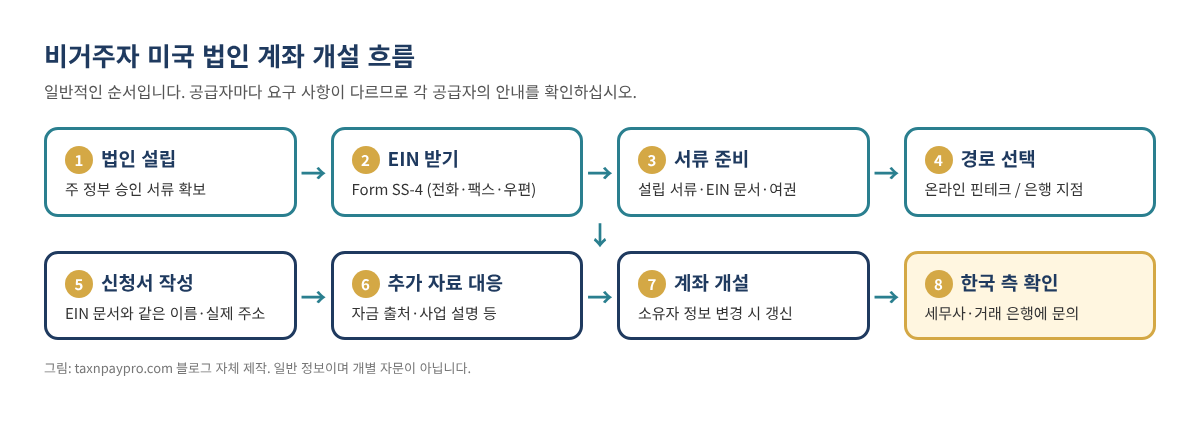 비거주자 미국 법인 계좌 개설 흐름
일반적인 순서입니다. 공급자마다 요구 사항이 다르므로 각 공급자의 안내를 확인하십시오.
1 법인 설립
주 정부 승인 서류 확보
→
2 EIN 받기
Form SS-4 (전화·팩스·우편)
→
3 서류 준비
설립 서류·EIN 문서·여권
→
4 경로 선택
온라인 핀테크 / 은행 지점
↓
5 신청서 작성
EIN 문서와 같은 이름·실제 주소
→
6 추가 자료 대응
자금 출처·사업 설명 등
→
7 계좌 개설
소유자 정보 변경 시 갱신
→
8 한국 측 확인
세무사·거래 은행에 문의
그림: taxnpaypro.com 블로그 자체 제작. 일반 정보이며 개별 자문이 아닙니다.